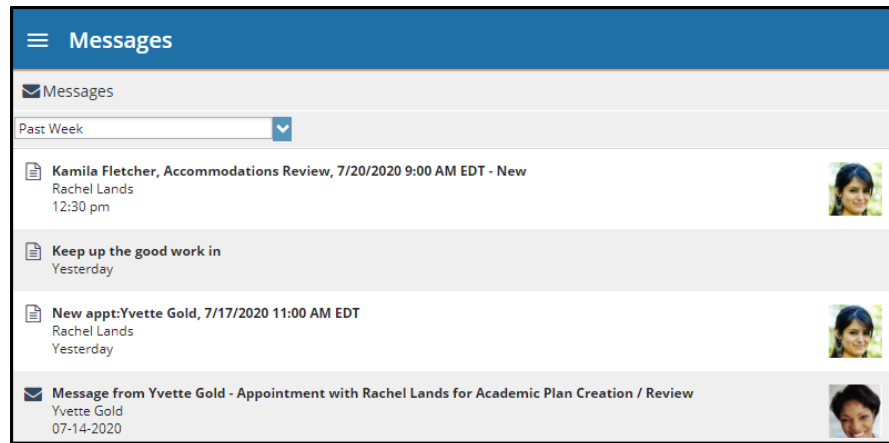 Messages
Messages
Past Week
Kamila Fletcher, Accommodations Review, 7/20/2020 9:00 AM EDT - New
Rachel Lands
12:30 pm
Keep up the good work in
Yesterday
New appt:Yvette Gold, 7/17/2020 11:00 AM EDT
Rachel Lands
Yesterday
Message from Yvette Gold - Appointment with Rachel Lands for Academic Plan Creation / Review
Yvette Gold
07-14-2020